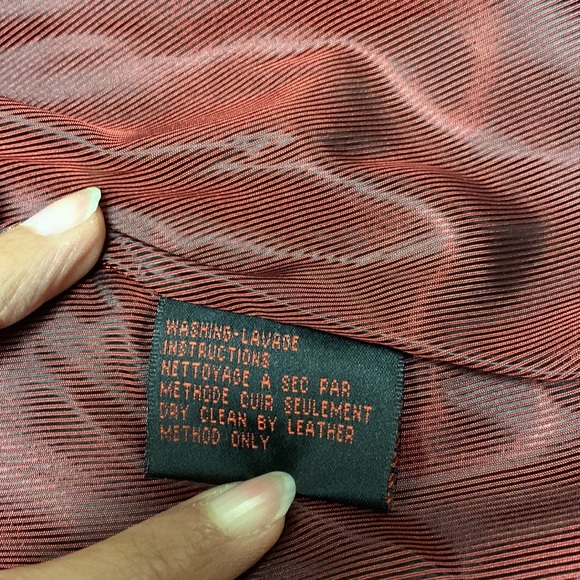 WASHING-LAVAGE
INSTRUCTIONS
NETTOYAGE A SEC PAR
METHODE CUIR SEULEMENT
DRY CLEAN BY LEATHER
METHOD ONLY